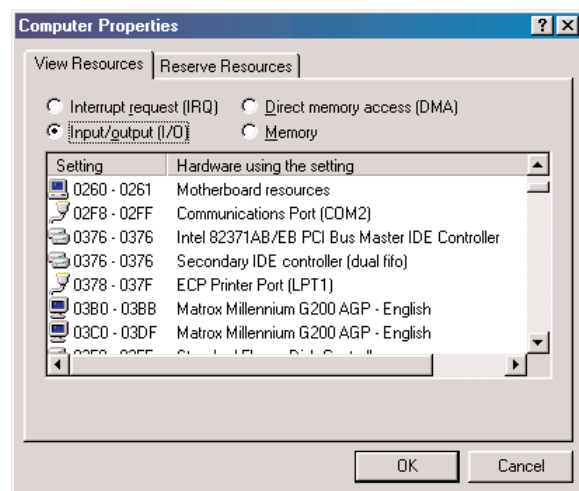 Computer Properties
View Resources Reserve Resources
Interrupt request (IRQ) Direct memory access (DMA)
Input/output (I/O) Memory
Setting Hardware using the setting
0260 - 0261 Motherboard resources
02F8 - 02FF Communications Port (COM2)
0376 - 0376 Intel 82371AB/EB PCI Bus Master IDE Controller
0376 - 0376 Secondary IDE controller (dual fifo)
0378 - 037F ECP Printer Port (LPT1)
03B0 - 03BB Matrox Millennium G200 AGP - English
03C0 - 03DF Matrox Millennium G200 AGP - English
OK Cancel